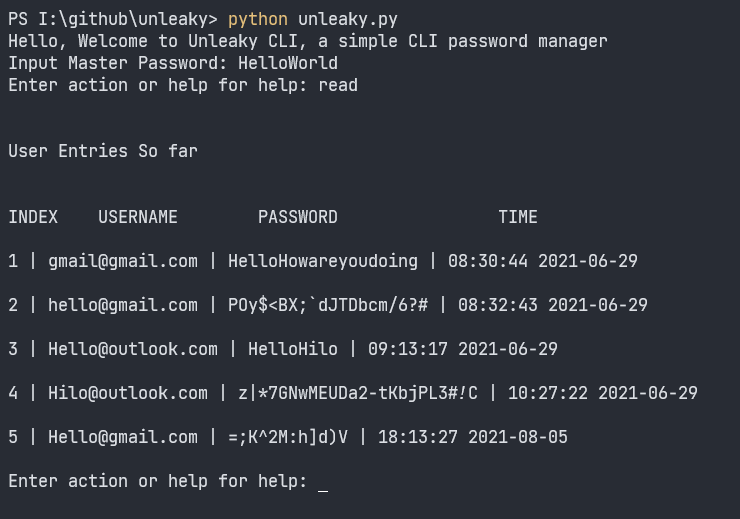 PS I:\github\unleaky> python unleaky.py
Hello, Welcome to Unleaky CLI, a simple CLI password manager
Input Master Password: HelloWorld
Enter action or help for help: read
User Entries So far
INDEX    USERNAME        PASSWORD                TIME
1 | gmail@gmail.com | HelloHowareyoudoing | 08:30:44 2021-06-29
2 | hello@gmail.com | POy$<BX;`dJTDbcm/6?# | 08:32:43 2021-06-29
3 | Hello@outlook.com | HelloHilo | 09:13:17 2021-06-29
4 | Hilo@outlook.com | z|*7GNwMEUDa2-tKbjPL3#!C | 10:27:22 2021-06-29
5 | Hello@gmail.com | =;K^2M:h]d)V | 18:13:27 2021-08-05
Enter action or help for help: _